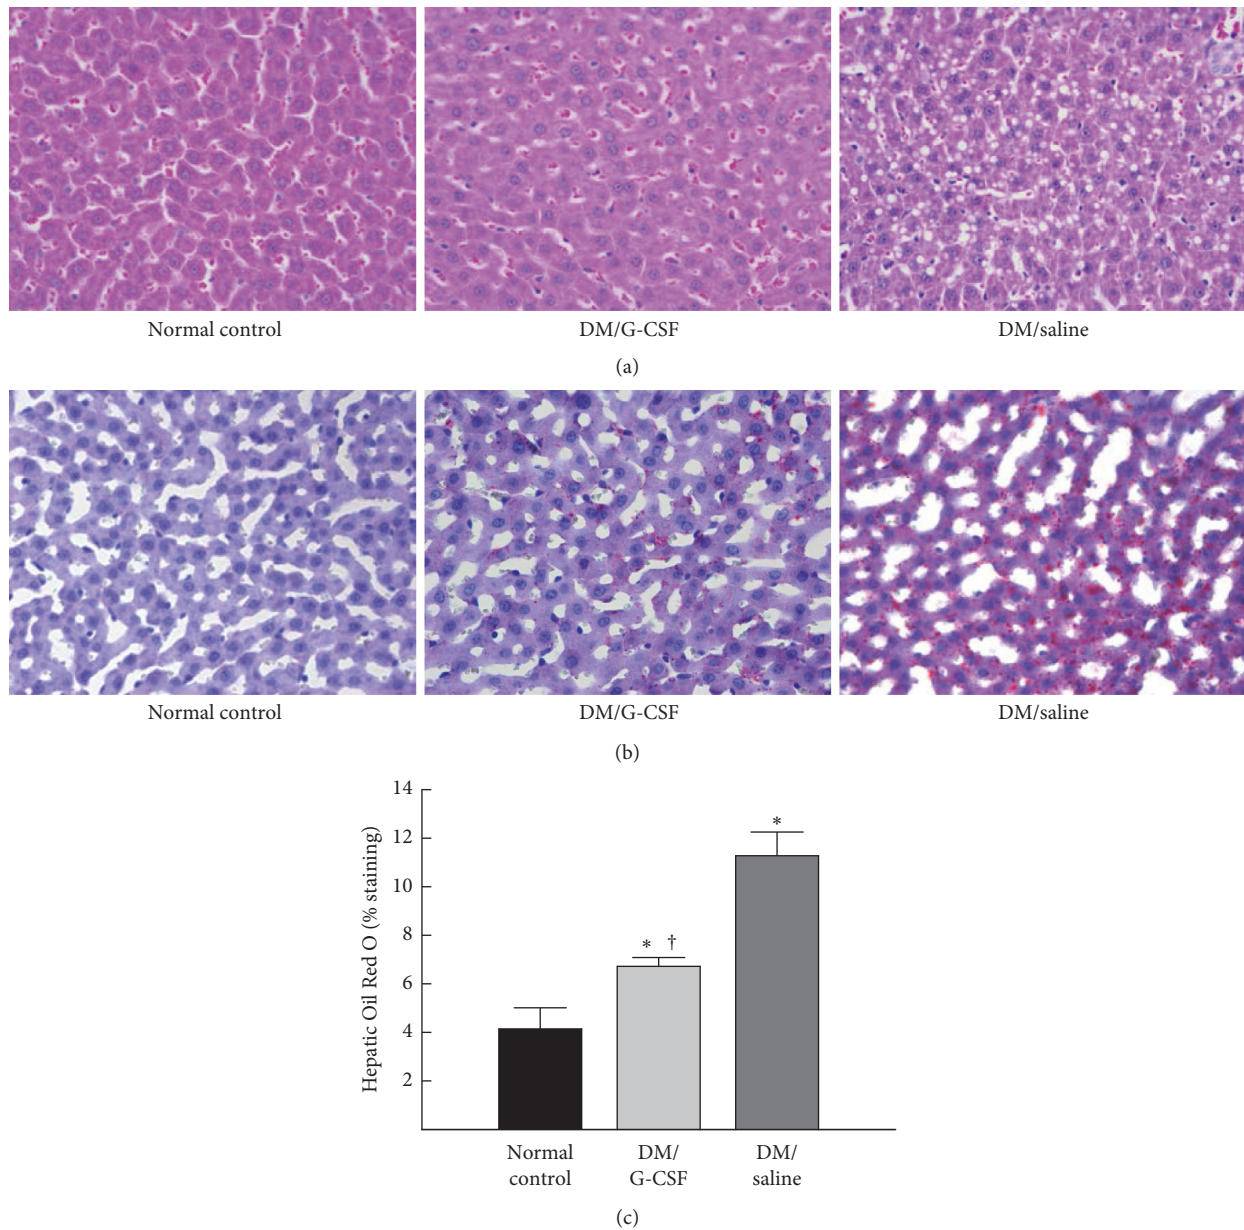 Normal control DM/G-CSF DM/saline
(a)
Normal control DM/G-CSF DM/saline
(b)
Hepatic Oil Red O (% staining)
14
12
10
8
6
4
2
*
* †
Normal control
DM/ G-CSF
DM/ saline
(c)